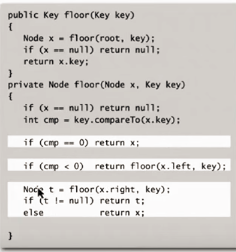 public Key floor(Key key)
{
Node x = floor(root, key);
if (x == null) return null;
return x.key;
}
private Node floor(Node x, Key key)
{
if (x == null) return null;
int cmp = key.compareTo(x.key);
if (cmp == 0) return x;
if (cmp < 0) return floor(x.left, key);
Node t = floor(x.right, key);
if (t != null) return t;
else return x;
}